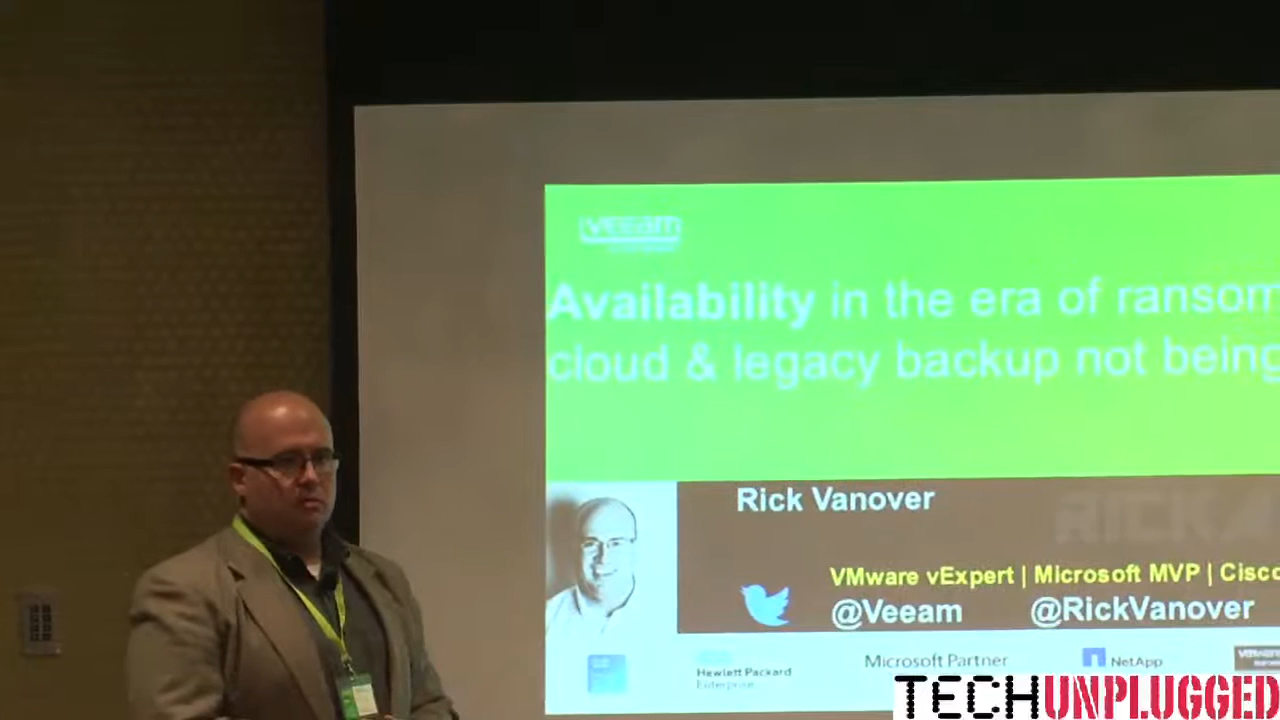 veeam
Availability in the era of ransom
cloud & legacy backup not being
Rick Vanover
VMware vExpert | Microsoft MVP | Cisco
@Veeam @RickVanover
Hewlett Packard
Enterprise
Microsoft Partner
NetApp
vmware
TECHUNPLUGGED